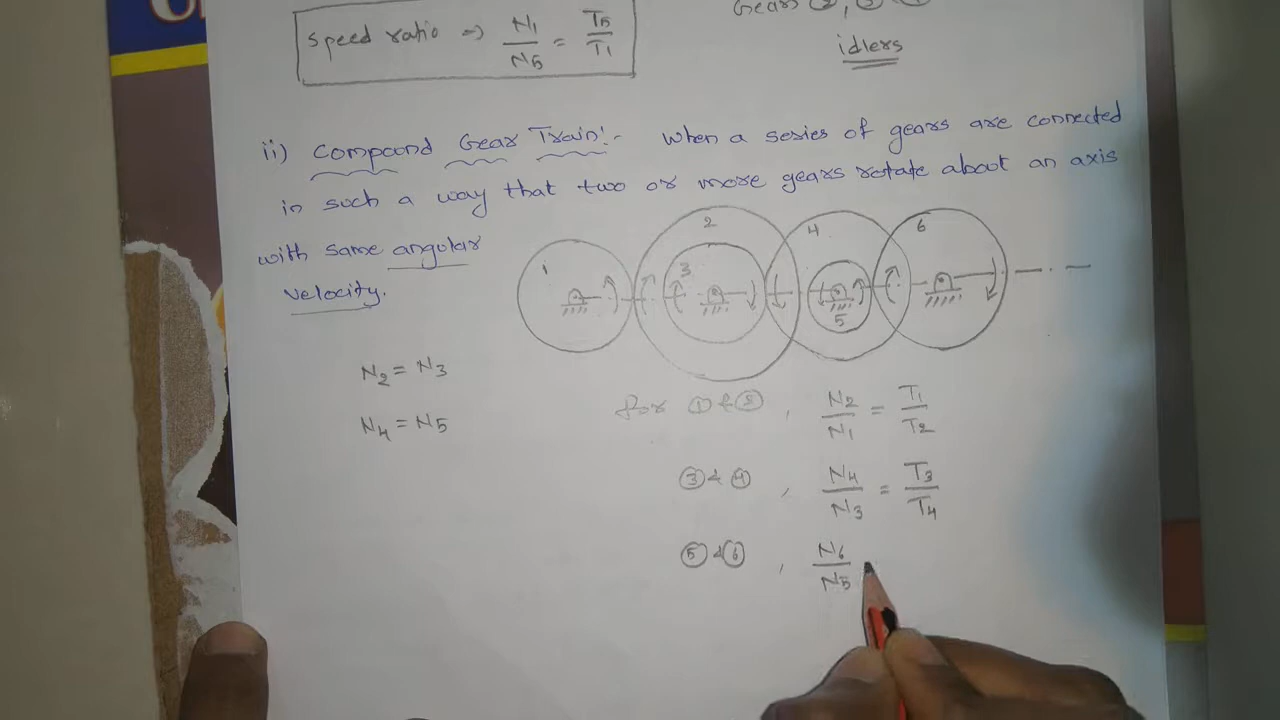 Speed ratio ⇒ N1/N5 = T5/T1
Gears
idlers
ii) Compound Gear Train:- When a series of gears are connected
in such a way that two or more gears rotate about an axis
with same angular
velocity.
1 2 3 4 5 6
N2 = N3
N4 = N5
for ① & ② , N2/N1 = T1/T2
③ & ④ , N4/N3 = T3/T4
⑤ & ⑥ , N6/N5